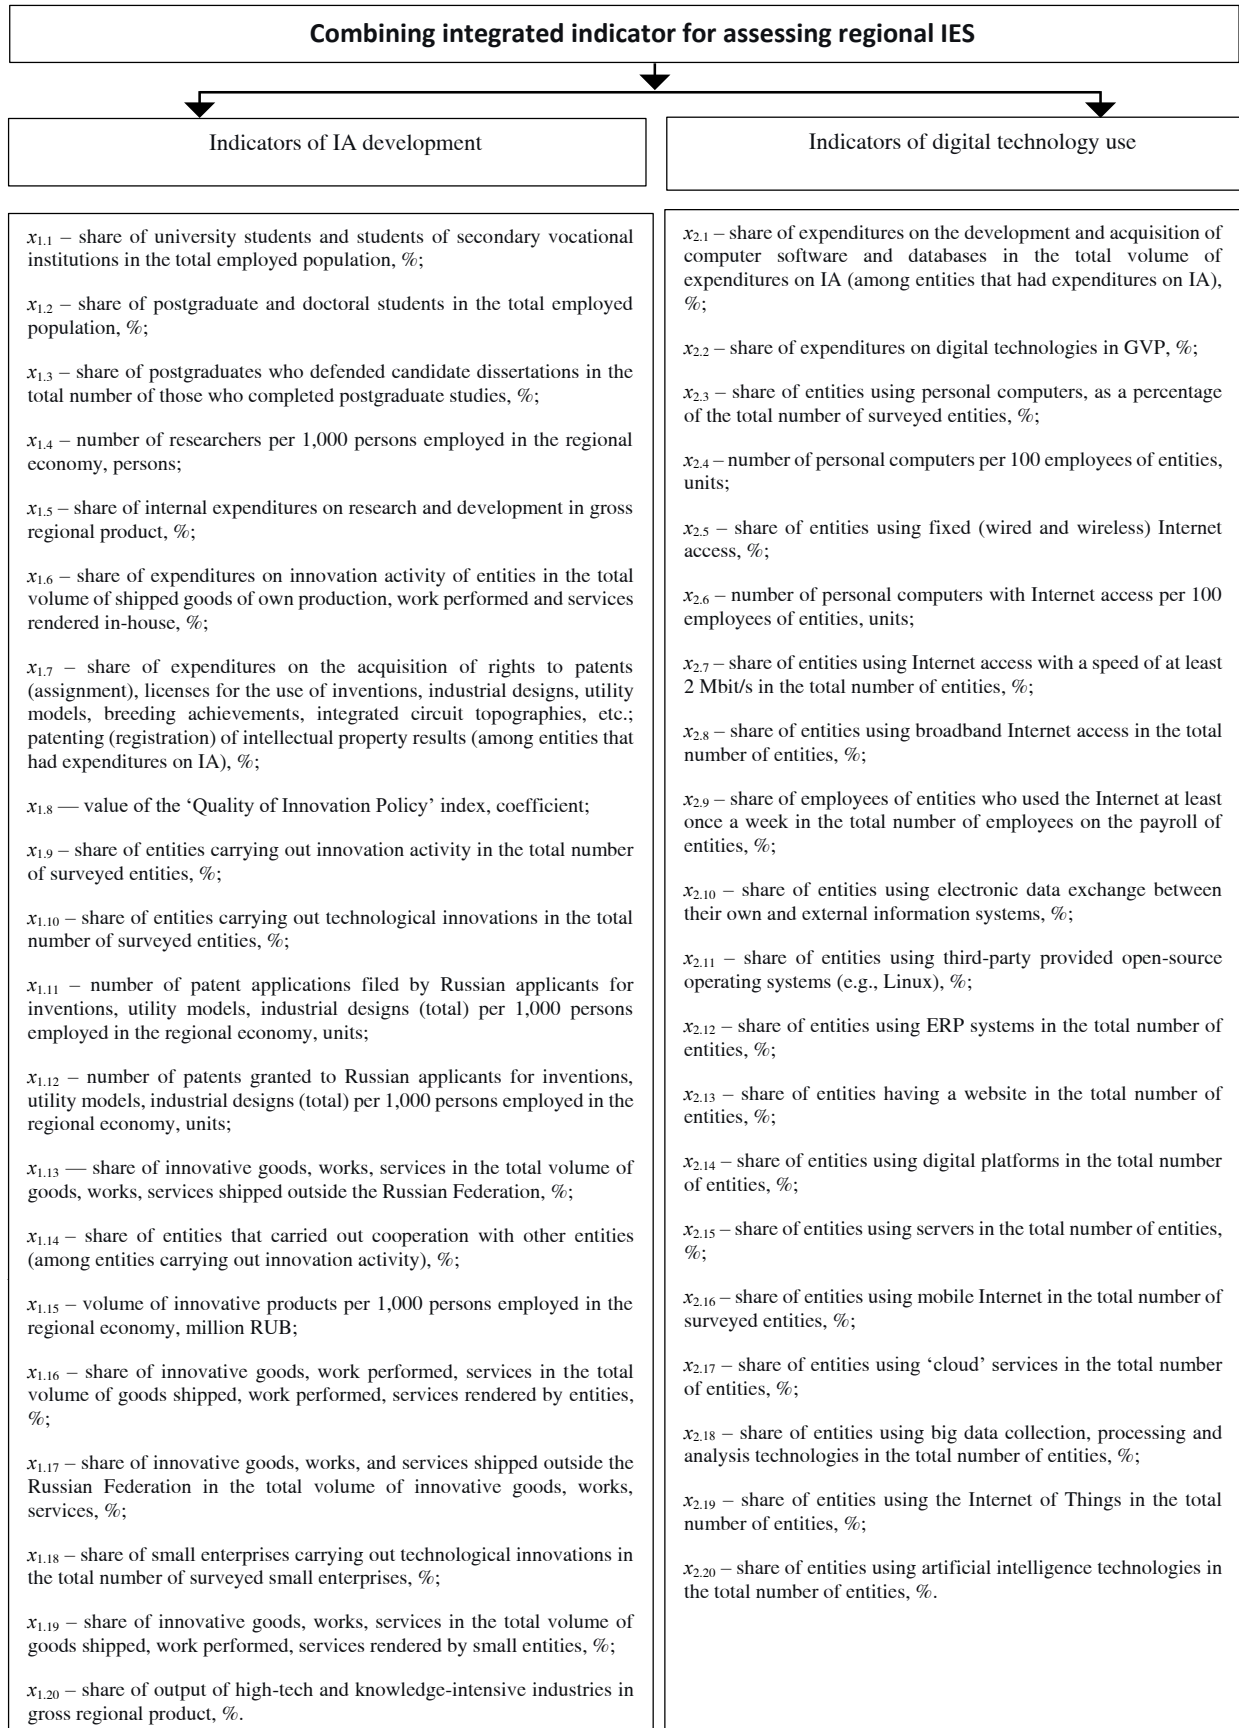 Combining integrated indicator for assessing regional IES
Indicators of IA development
x1.1 – share of university students and students of secondary vocational
institutions in the total employed population, %;
x1.2 – share of postgraduate and doctoral students in the total employed
population, %;
x1.3 – share of postgraduates who defended candidate dissertations in the
total number of those who completed postgraduate studies, %;
x1.4 – number of researchers per 1,000 persons employed in the regional
economy, persons;
x1.5 – share of internal expenditures on research and development in gross
regional product, %;
x1.6 – share of expenditures on innovation activity of entities in the total
volume of shipped goods of own production, work performed and services
rendered in-house, %;
x1.7 – share of expenditures on the acquisition of rights to patents
(assignment), licenses for the use of inventions, industrial designs, utility
models, breeding achievements, integrated circuit topographies, etc.;
patenting (registration) of intellectual property results (among entities that
had expenditures on IA), %;
x1.8 — value of the ‘Quality of Innovation Policy’ index, coefficient;
x1.9 – share of entities carrying out innovation activity in the total number
of surveyed entities, %;
x1.10 – share of entities carrying out technological innovations in the total
number of surveyed entities, %;
x1.11 – number of patent applications filed by Russian applicants for
inventions, utility models, industrial designs (total) per 1,000 persons
employed in the regional economy, units;
x1.12 – number of patents granted to Russian applicants for inventions,
utility models, industrial designs (total) per 1,000 persons employed in the
regional economy, units;
x1.13 — share of innovative goods, works, services in the total volume of
goods, works, services shipped outside the Russian Federation, %;
x1.14 – share of entities that carried out cooperation with other entities
(among entities carrying out innovation activity), %;
x1.15 – volume of innovative products per 1,000 persons employed in the
regional economy, million RUB;
x1.16 – share of innovative goods, work performed, services in the total
volume of goods shipped, work performed, services rendered by entities,
%;
x1.17 – share of innovative goods, works, and services shipped outside the
Russian Federation in the total volume of innovative goods, works,
services, %;
x1.18 – share of small enterprises carrying out technological innovations in
the total number of surveyed small enterprises, %;
x1.19 – share of innovative goods, works, services in the total volume of
goods shipped, work performed, services rendered by small entities, %;
x1.20 – share of output of high-tech and knowledge-intensive industries in
gross regional product, %.
Indicators of digital technology use
x2.1 – share of expenditures on the development and acquisition of
computer software and databases in the total volume of
expenditures on IA (among entities that had expenditures on IA),
%;
x2.2 – share of expenditures on digital technologies in GVP, %;
x2.3 – share of entities using personal computers, as a percentage
of the total number of surveyed entities, %;
x2.4 – number of personal computers per 100 employees of entities,
units;
x2.5 – share of entities using fixed (wired and wireless) Internet
access, %;
x2.6 – number of personal computers with Internet access per 100
employees of entities, units;
x2.7 – share of entities using Internet access with a speed of at least
2 Mbit/s in the total number of entities, %;
x2.8 – share of entities using broadband Internet access in the total
number of entities, %;
x2.9 – share of employees of entities who used the Internet at least
once a week in the total number of employees on the payroll of
entities, %;
x2.10 – share of entities using electronic data exchange between
their own and external information systems, %;
x2.11 – share of entities using third-party provided open-source
operating systems (e.g., Linux), %;
x2.12 – share of entities using ERP systems in the total number of
entities, %;
x2.13 – share of entities having a website in the total number of
entities, %;
x2.14 – share of entities using digital platforms in the total number
of entities, %;
x2.15 – share of entities using servers in the total number of entities,
%;
x2.16 – share of entities using mobile Internet in the total number of
surveyed entities, %;
x2.17 – share of entities using ‘cloud’ services in the total number
of entities, %;
x2.18 – share of entities using big data collection, processing and
analysis technologies in the total number of entities, %;
x2.19 – share of entities using the Internet of Things in the total
number of entities, %;
x2.20 – share of entities using artificial intelligence technologies in
the total number of entities, %.